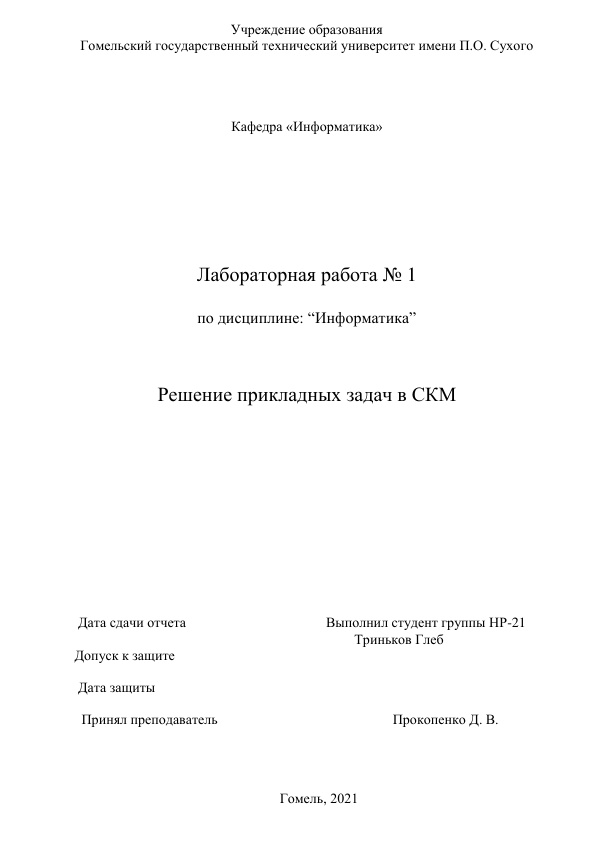 Учреждение образования
Гомельский государственный технический университет имени П.О. Сухого
Кафедра «Информатика»
Лабораторная работа № 1
по дисциплине: “Информатика”
Решение прикладных задач в СКМ
Дата сдачи отчета Выполнил студент группы НР-21
Триньков Глеб
Допуск к защите
Дата защиты
Принял преподаватель Прокопенко Д. В.
Гомель, 2021